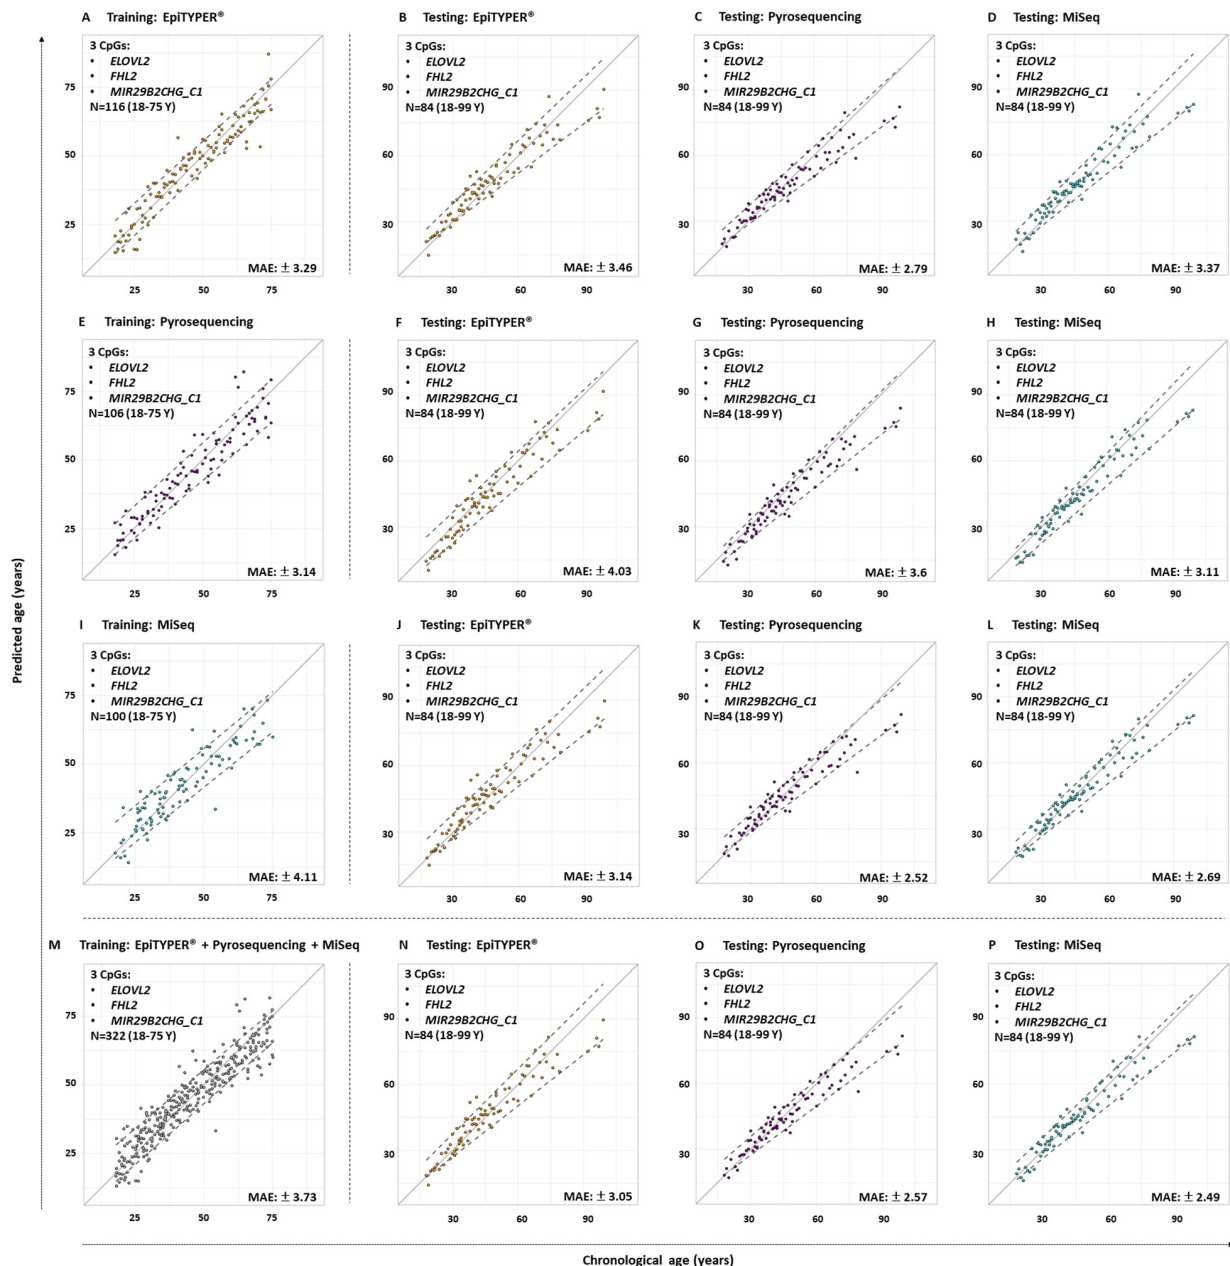 A Training: EpiTYPER®
3 CpGs:
• ELOVL2
• FHL2
• MIR29B2CHG_C1
N=116 (18-75 Y)
75
50
25
MAE: ± 3.29
25 50 75
B Testing: EpiTYPER®
3 CpGs:
• ELOVL2
• FHL2
• MIR29B2CHG_C1
N=84 (18-99 Y)
90
60
30
MAE: ± 3.46
30 60 90
C Testing: Pyrosequencing
3 CpGs:
• ELOVL2
• FHL2
• MIR29B2CHG_C1
N=84 (18-99 Y)
90
60
30
MAE: ± 2.79
30 60 90
D Testing: MiSeq
3 CpGs:
• ELOVL2
• FHL2
• MIR29B2CHG_C1
N=84 (18-99 Y)
90
60
30
MAE: ± 3.37
30 60 90
E Training: Pyrosequencing
3 CpGs:
• ELOVL2
• FHL2
• MIR29B2CHG_C1
N=106 (18-75 Y)
75
50
25
MAE: ± 3.14
25 50 75
F Testing: EpiTYPER®
3 CpGs:
• ELOVL2
• FHL2
• MIR29B2CHG_C1
N=84 (18-99 Y)
90
60
30
MAE: ± 4.03
30 60 90
G Testing: Pyrosequencing
3 CpGs:
• ELOVL2
• FHL2
• MIR29B2CHG_C1
N=84 (18-99 Y)
90
60
30
MAE: ± 3.6
30 60 90
H Testing: MiSeq
3 CpGs:
• ELOVL2
• FHL2
• MIR29B2CHG_C1
N=84 (18-99 Y)
90
60
30
MAE: ± 3.11
30 60 90
I Training: MiSeq
3 CpGs:
• ELOVL2
• FHL2
• MIR29B2CHG_C1
N=100 (18-75 Y)
75
50
25
MAE: ± 4.11
25 50 75
J Testing: EpiTYPER®
3 CpGs:
• ELOVL2
• FHL2
• MIR29B2CHG_C1
N=84 (18-99 Y)
90
60
30
MAE: ± 3.14
30 60 90
K Testing: Pyrosequencing
3 CpGs:
• ELOVL2
• FHL2
• MIR29B2CHG_C1
N=84 (18-99 Y)
90
60
30
MAE: ± 2.52
30 60 90
L Testing: MiSeq
3 CpGs:
• ELOVL2
• FHL2
• MIR29B2CHG_C1
N=84 (18-99 Y)
90
60
30
MAE: ± 2.69
30 60 90
M Training: EpiTYPER® + Pyrosequencing + MiSeq
3 CpGs:
• ELOVL2
• FHL2
• MIR29B2CHG_C1
N=322 (18-75 Y)
75
50
25
MAE: ± 3.73
25 50 75
N Testing: EpiTYPER®
3 CpGs:
• ELOVL2
• FHL2
• MIR29B2CHG_C1
N=84 (18-99 Y)
90
60
30
MAE: ± 3.05
30 60 90
O Testing: Pyrosequencing
3 CpGs:
• ELOVL2
• FHL2
• MIR29B2CHG_C1
N=84 (18-99 Y)
90
60
30
MAE: ± 2.57
30 60 90
P Testing: MiSeq
3 CpGs:
• ELOVL2
• FHL2
• MIR29B2CHG_C1
N=84 (18-99 Y)
90
60
30
MAE: ± 2.49
30 60 90
Predicted age (years)
Chronological age (years)